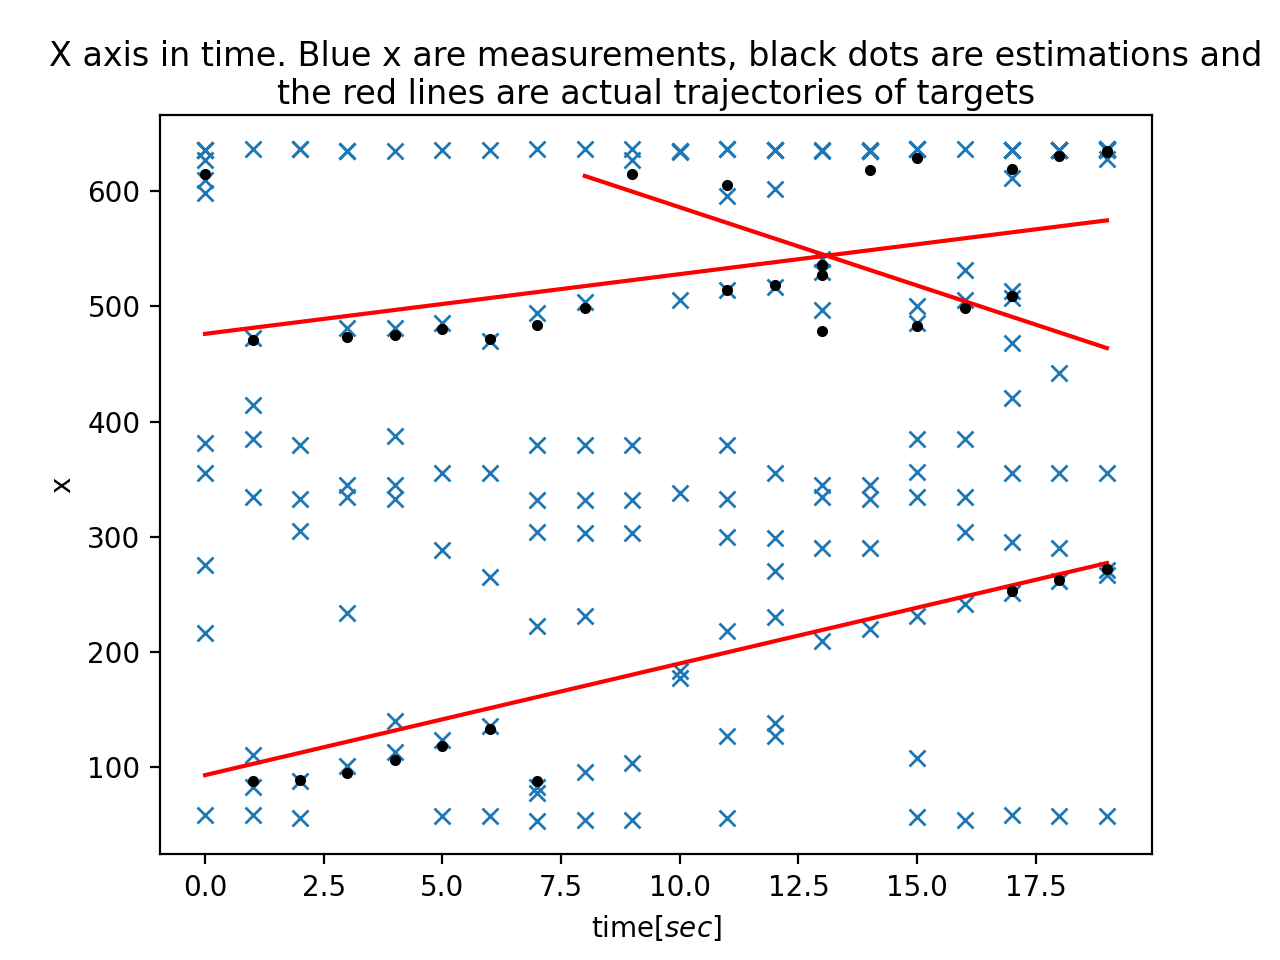 X axis in time. Blue x are measurements, black dots are estimations and
the red lines are actual trajectories of targets
600
500
400
300
200
100
x
0.0 2.5 5.0 7.5 10.0 12.5 15.0 17.5
time[sec]